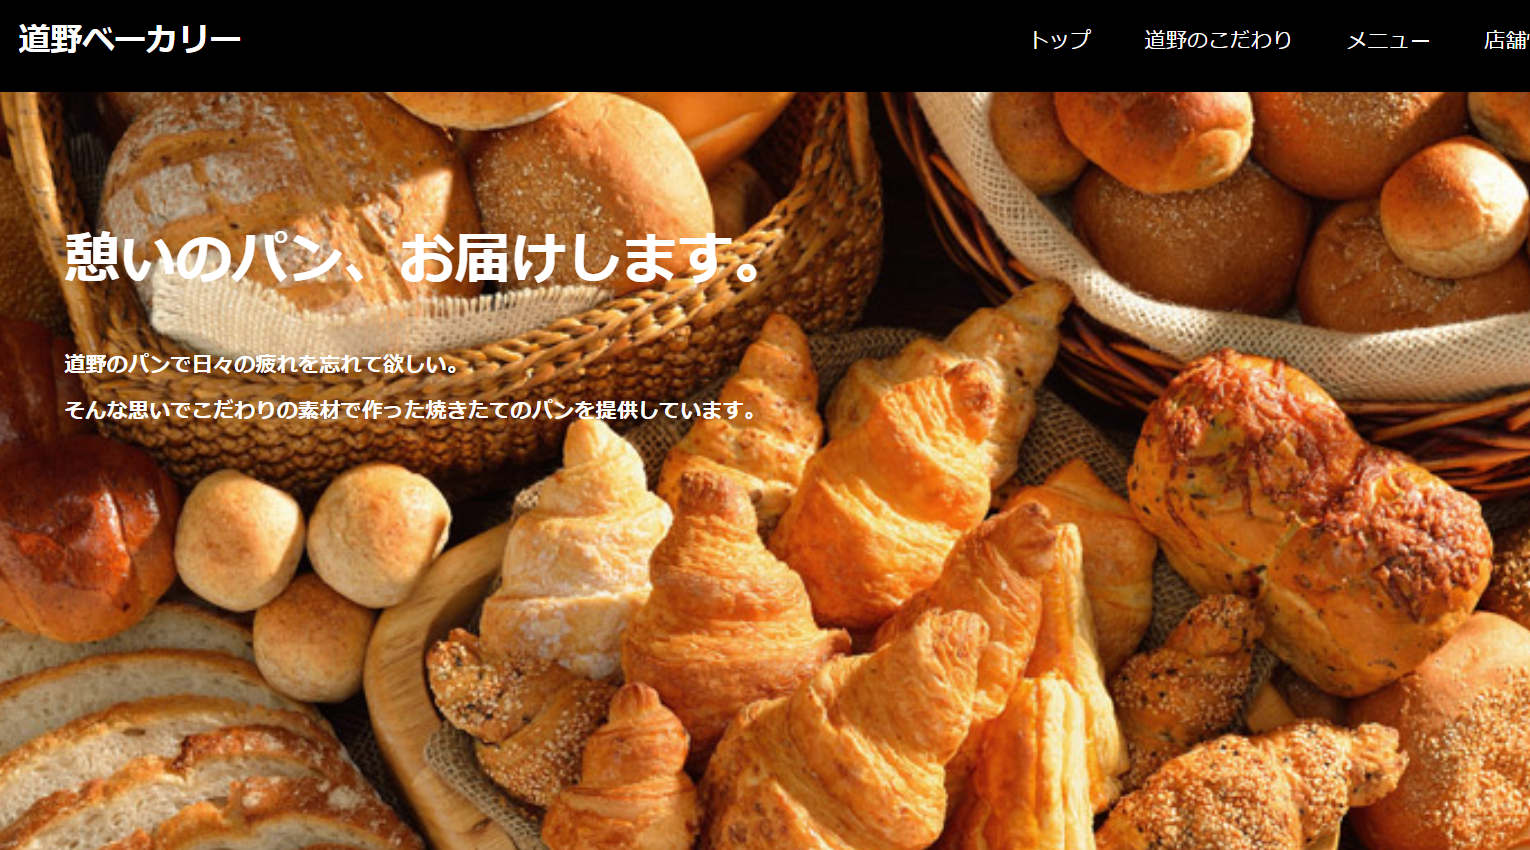 道野ベーカリー
トップ 道野のこだわり メニュー 店舗
憩いのパン、お届けします。
道野のパンで日々の疲れを忘れて欲しい。
そんな思いでこだわりの素材で作った焼きたてのパンを提供しています。